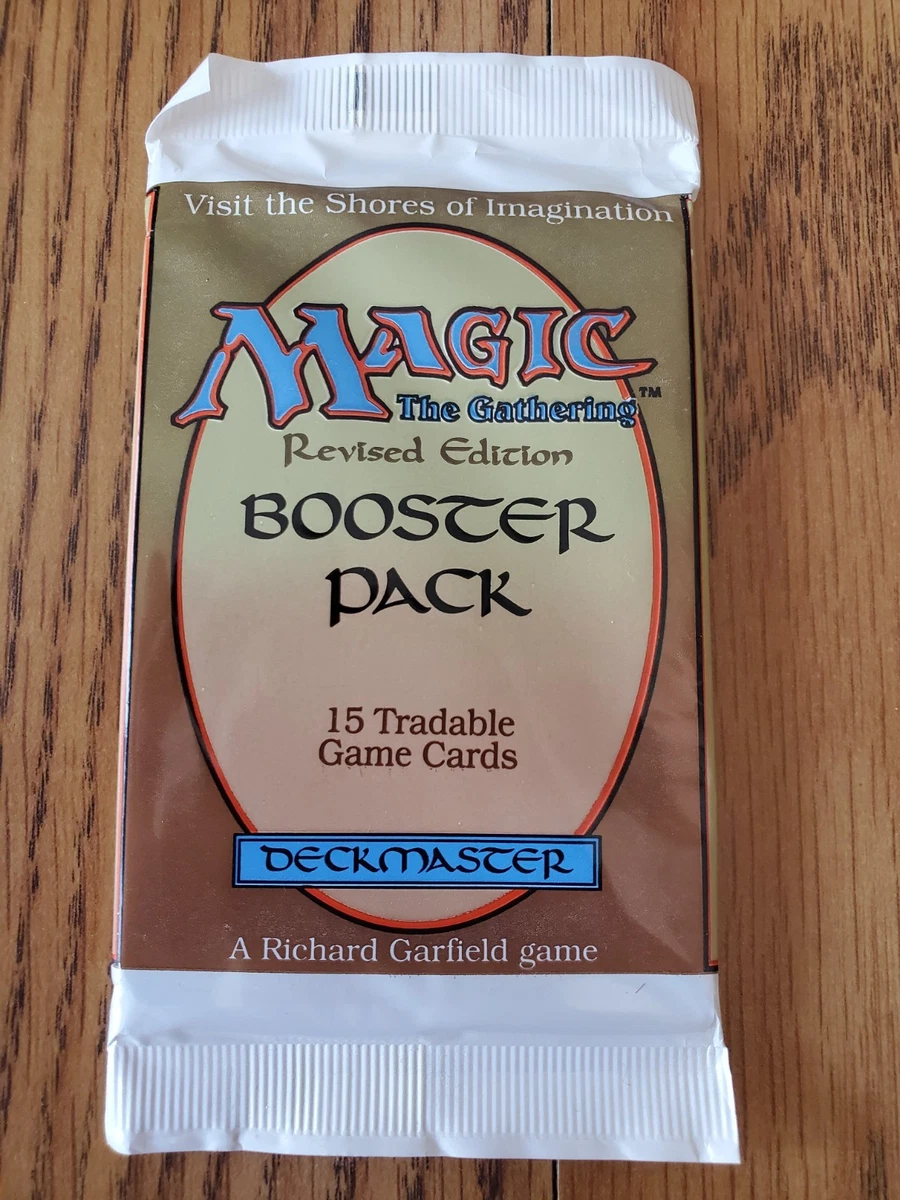 Visit the Shores of Imagination
MAGIC
The Gathering™
Revised Edition
BOOSTER
PACK
15 Tradable
Game Cards
DECKMASTER
A Richard Garfield game